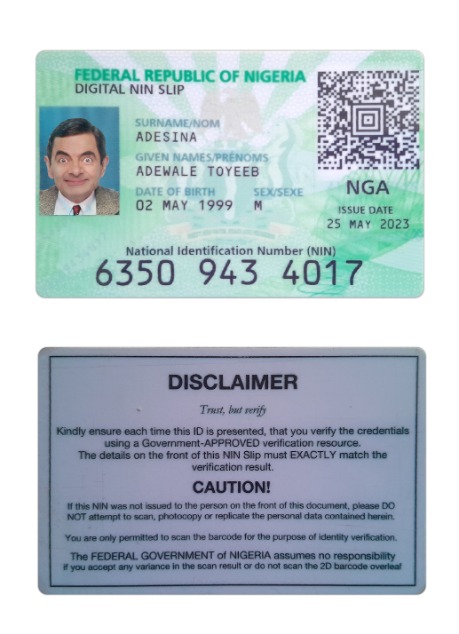 FEDERAL REPUBLIC OF NIGERIA
DIGITAL NIN SLIP
SURNAME/NOM
ADESINA
GIVEN NAMES/PRÉNOMS
ADEWALE TOYEEB
DATE OF BIRTH SEX/SEXE
02 MAY 1999 M
NGA
ISSUE DATE
25 MAY 2023
National Identification Number (NIN)
6350 943 4017
DISCLAIMER
Trust, but verify
Kindly ensure each time this ID is presented, that you verify the credentials
using a Government-APPROVED verification resource.
The details on the front of this NIN Slip must EXACTLY match the
verification result.
CAUTION!
If this NIN was not issued to the person on the front of this document, please DO
NOT attempt to scan, photocopy or replicate the personal data contained herein.
You are only permitted to scan the barcode for the purpose of identity verification.
The FEDERAL GOVERNMENT of NIGERIA assumes no responsibility
if you accept any variance in the scan result or do not scan the 2D barcode overleaf